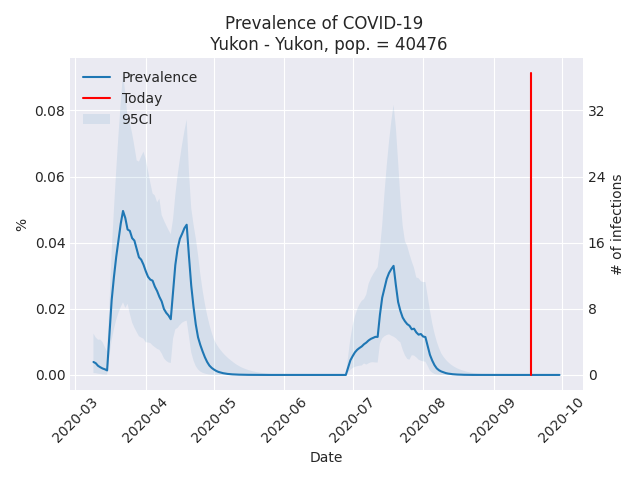 Prevalence of COVID-19
Yukon - Yukon, pop. = 40476
Prevalence
Today
95CI
0.08
0.06
0.04
0.02
0.00
%
32
24
16
8
0
# of infections
2020-03
2020-04
2020-05
2020-06
2020-07
2020-08
2020-09
2020-10
Date